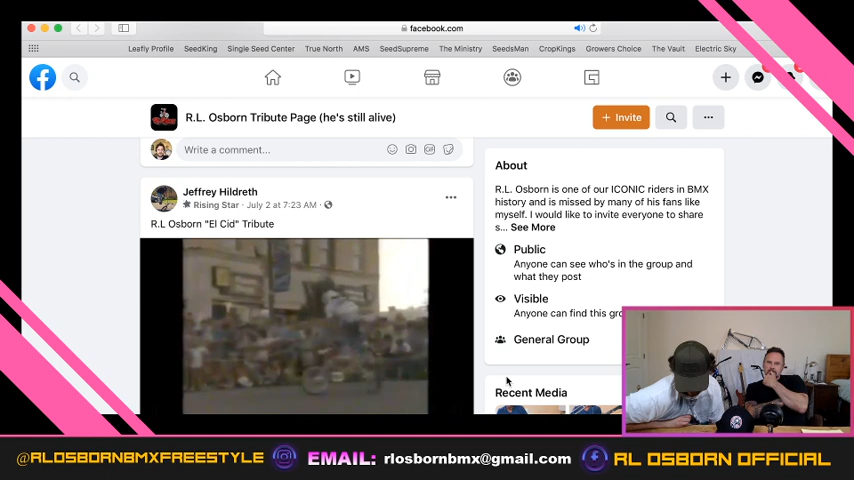 facebook.com
Leafly Profile SeedKing Single Seed Center True North AMS SeedSupreme The Ministry SeedsMan CropKings Growers Choice The Vault Electric Sky
R.L. Osborn Tribute Page (he's still alive)
+ Invite
Write a comment...
GIF
Jeffrey Hildreth
Rising Star · July 2 at 7:23 AM ·
R.L Osborn "El Cid" Tribute
About
R.L. Osborn is one of our ICONIC riders in BMX
history and is missed by many of his fans like
myself. I would like to invite everyone to share
s... See More
Public
Anyone can see who's in the group and
what they post
Visible
Anyone can find this gro
General Group
Recent Media
@RLOSBORNBMXFREESTYLE EMAIL: rlosbornbmx@gmail.com RL OSBORN OFFICIAL